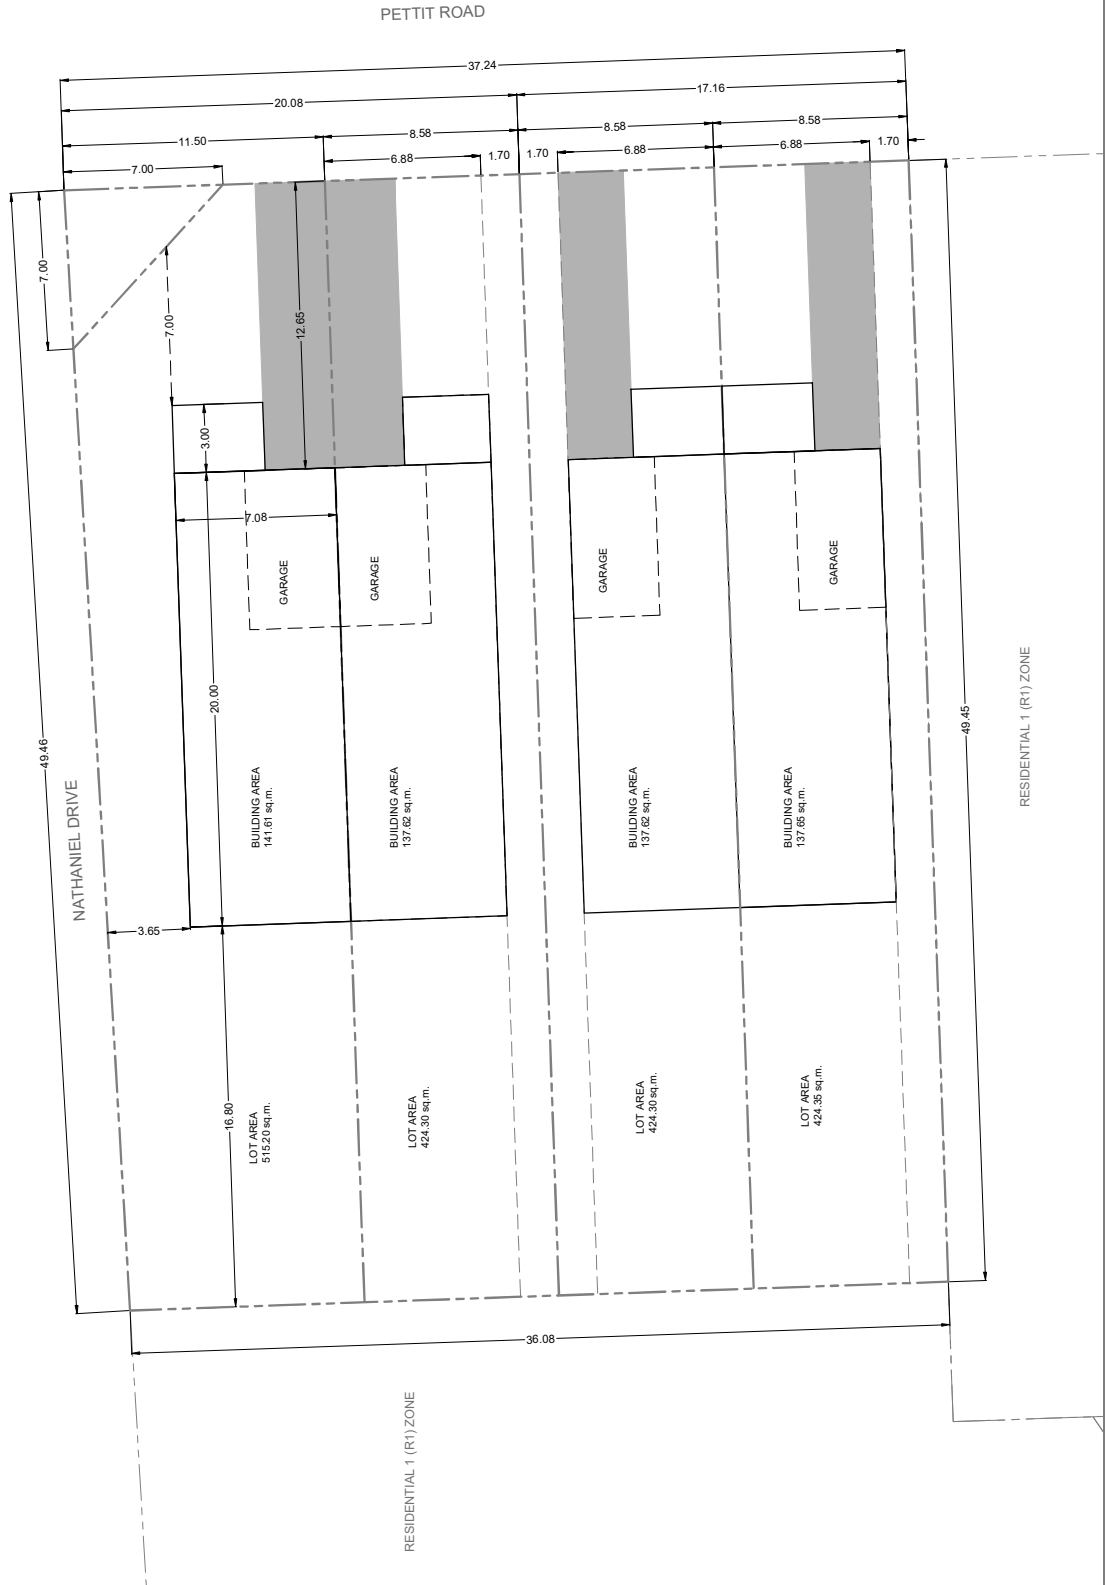 PETTIT ROAD
37.24
20.08
17.16
11.50
8.58
8.58
8.58
7.00
6.88
1.70
1.70
6.88
6.88
1.70
7.00
7.00
12.65
3.00
7.08
GARAGE
GARAGE
GARAGE
GARAGE
20.00
49.46
49.45
RESIDENTIAL 1 (R1) ZONE
NATHANIEL DRIVE
BUILDING AREA
141.61 sq.m.
BUILDING AREA
137.62 sq.m.
BUILDING AREA
137.62 sq.m.
BUILDING AREA
137.65 sq.m.
3.65
16.80
LOT AREA
515.20 sq.m.
LOT AREA
424.30 sq.m.
LOT AREA
424.30 sq.m.
LOT AREA
424.35 sq.m.
36.08
RESIDENTIAL 1 (R1) ZONE